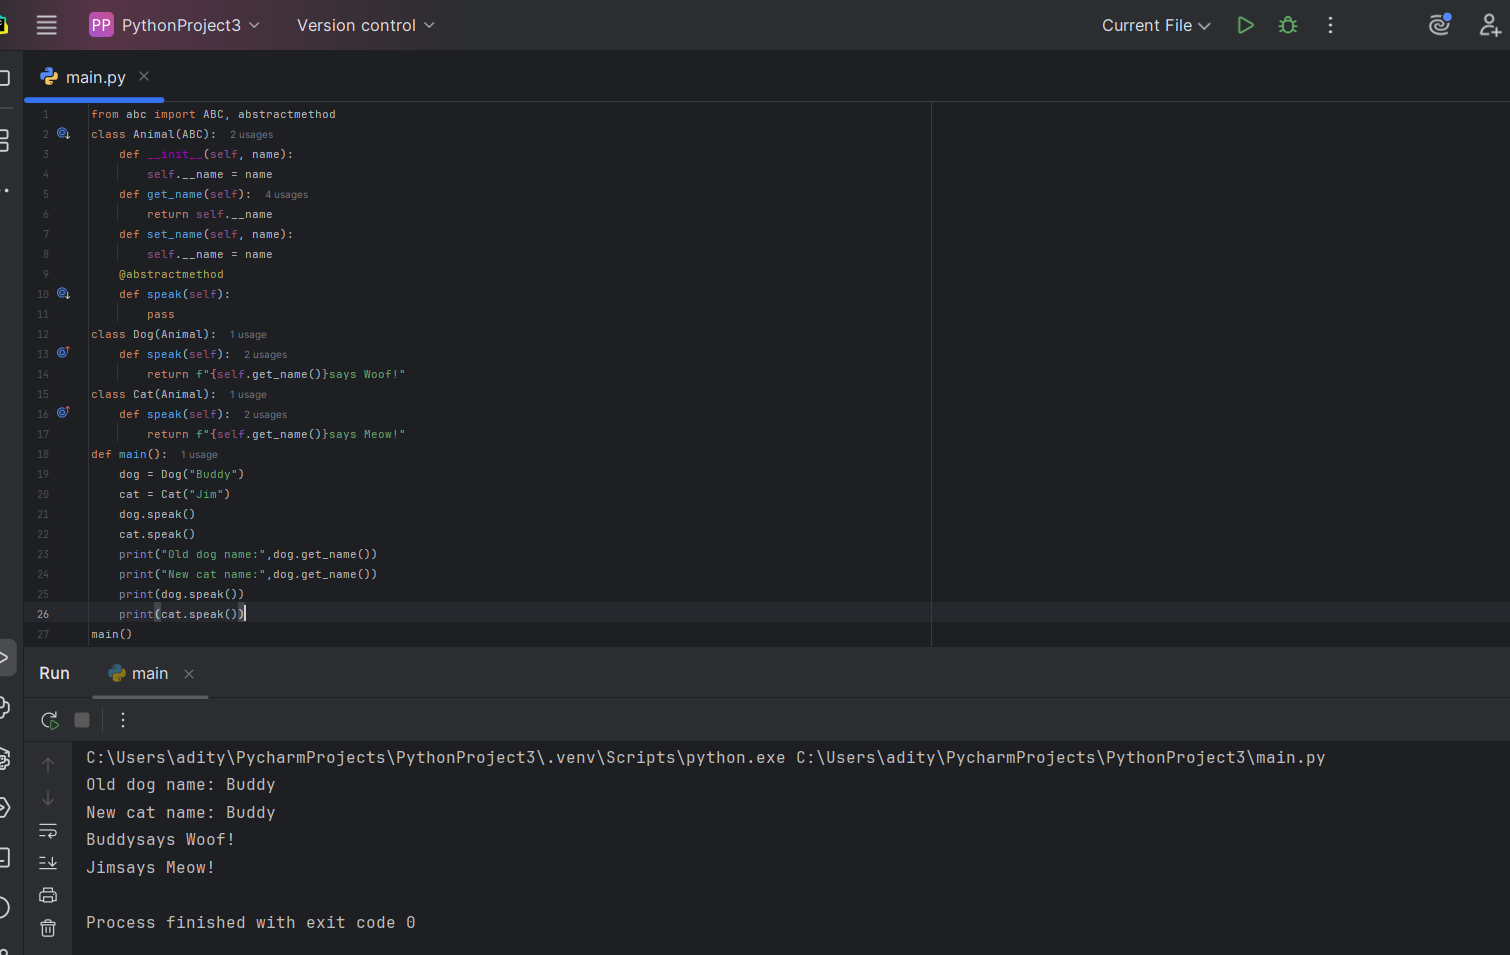 PP PythonProject3 Version control Current File
main.py
1 from abc import ABC, abstractmethod
2 class Animal(ABC): 2 usages
3 def __init__(self, name):
4 self.__name = name
5 def get_name(self): 4 usages
6 return self.__name
7 def set_name(self, name):
8 self.__name = name
9 @abstractmethod
10 def speak(self):
11 pass
12 class Dog(Animal): 1 usage
13 def speak(self): 2 usages
14 return f"{self.get_name()}says Woof!"
15 class Cat(Animal): 1 usage
16 def speak(self): 2 usages
17 return f"{self.get_name()}says Meow!"
18 def main(): 1 usage
19 dog = Dog("Buddy")
20 cat = Cat("Jim")
21 dog.speak()
22 cat.speak()
23 print("Old dog name:",dog.get_name())
24 print("New cat name:",dog.get_name())
25 print(dog.speak())
26 print(cat.speak())
27 main()
Run main
C:\Users\adity\PycharmProjects\PythonProject3\.venv\Scripts\python.exe C:\Users\adity\PycharmProjects\PythonProject3\main.py
Old dog name: Buddy
New cat name: Buddy
Buddysays Woof!
Jimsays Meow!
Process finished with exit code 0